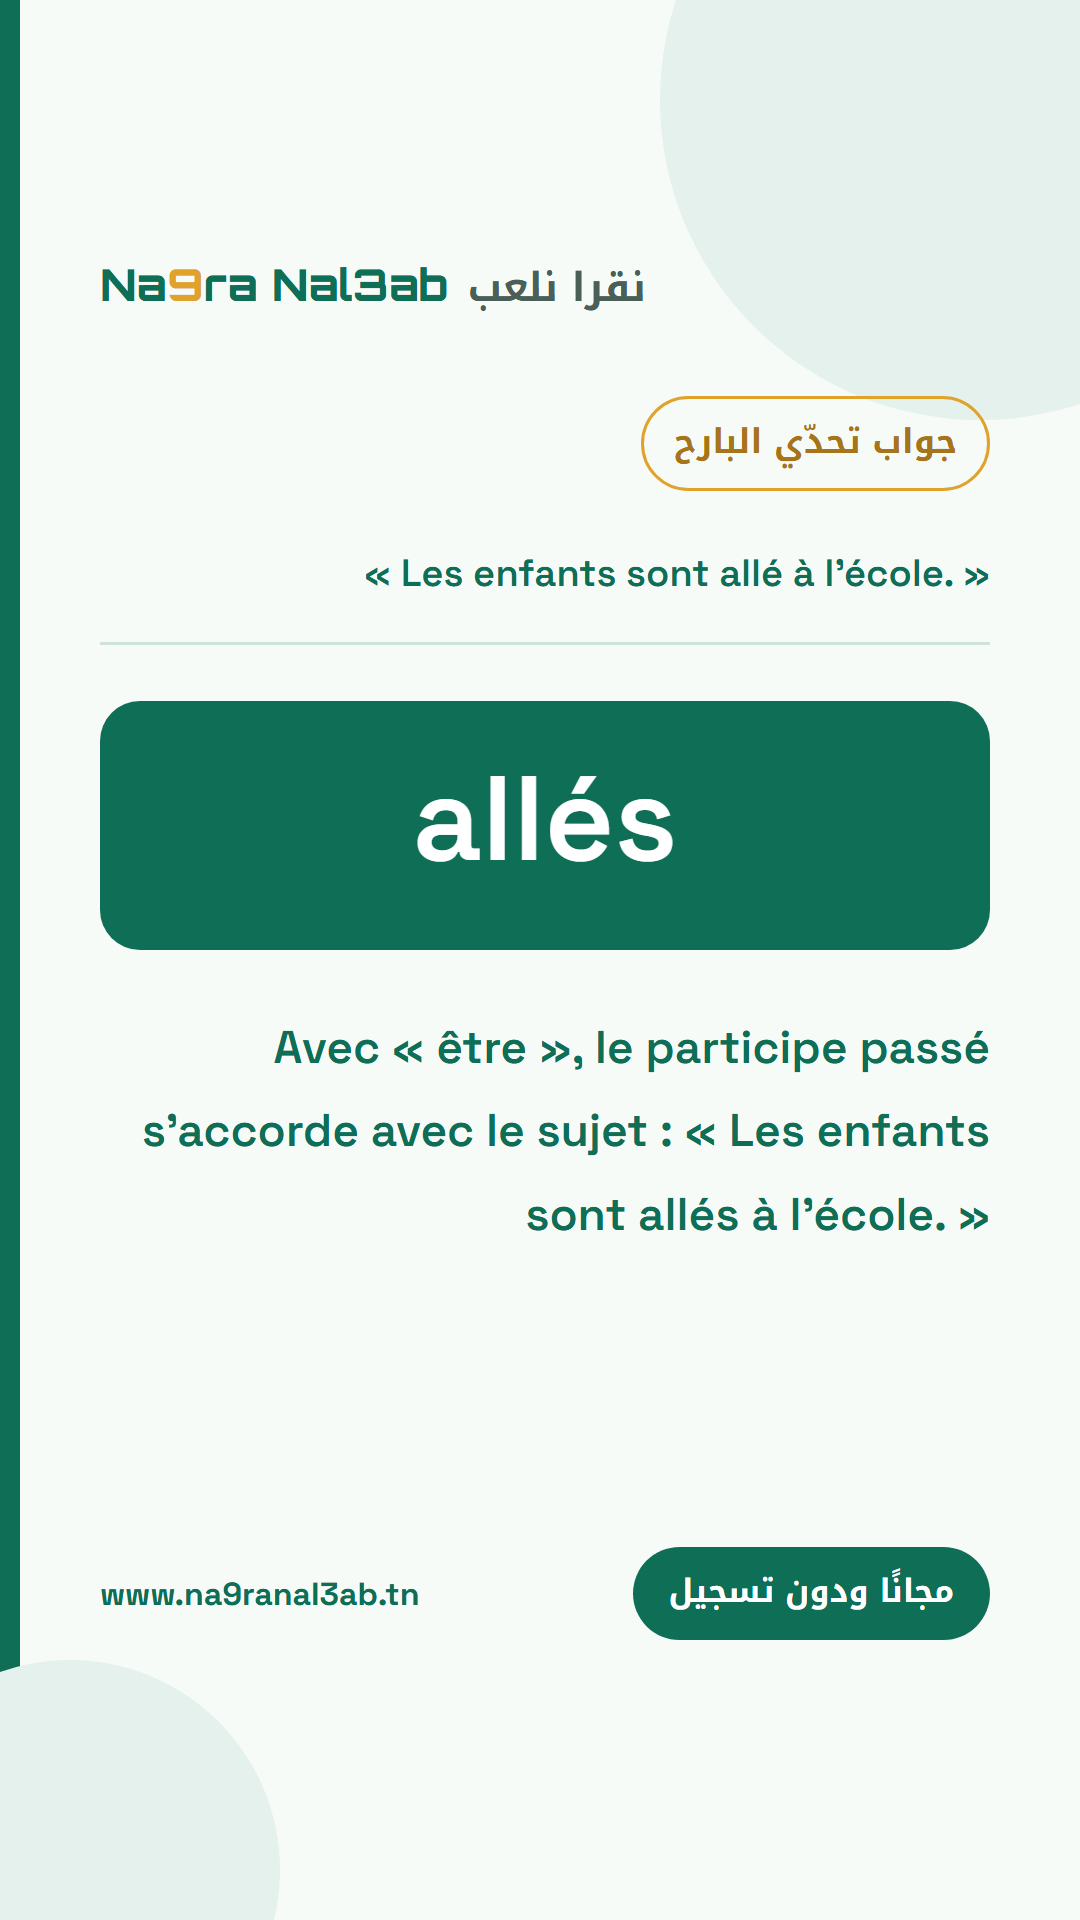 Na9ra Nal3ab نقرا نلعب
جواب تحدّي البارح
« Les enfants sont allé à l’école. »
allés
Avec « être », le participe passé
s’accorde avec le sujet : « Les enfants
sont allés à l’école. »
www.na9ranal3ab.tn
مجانًا ودون تسجيل